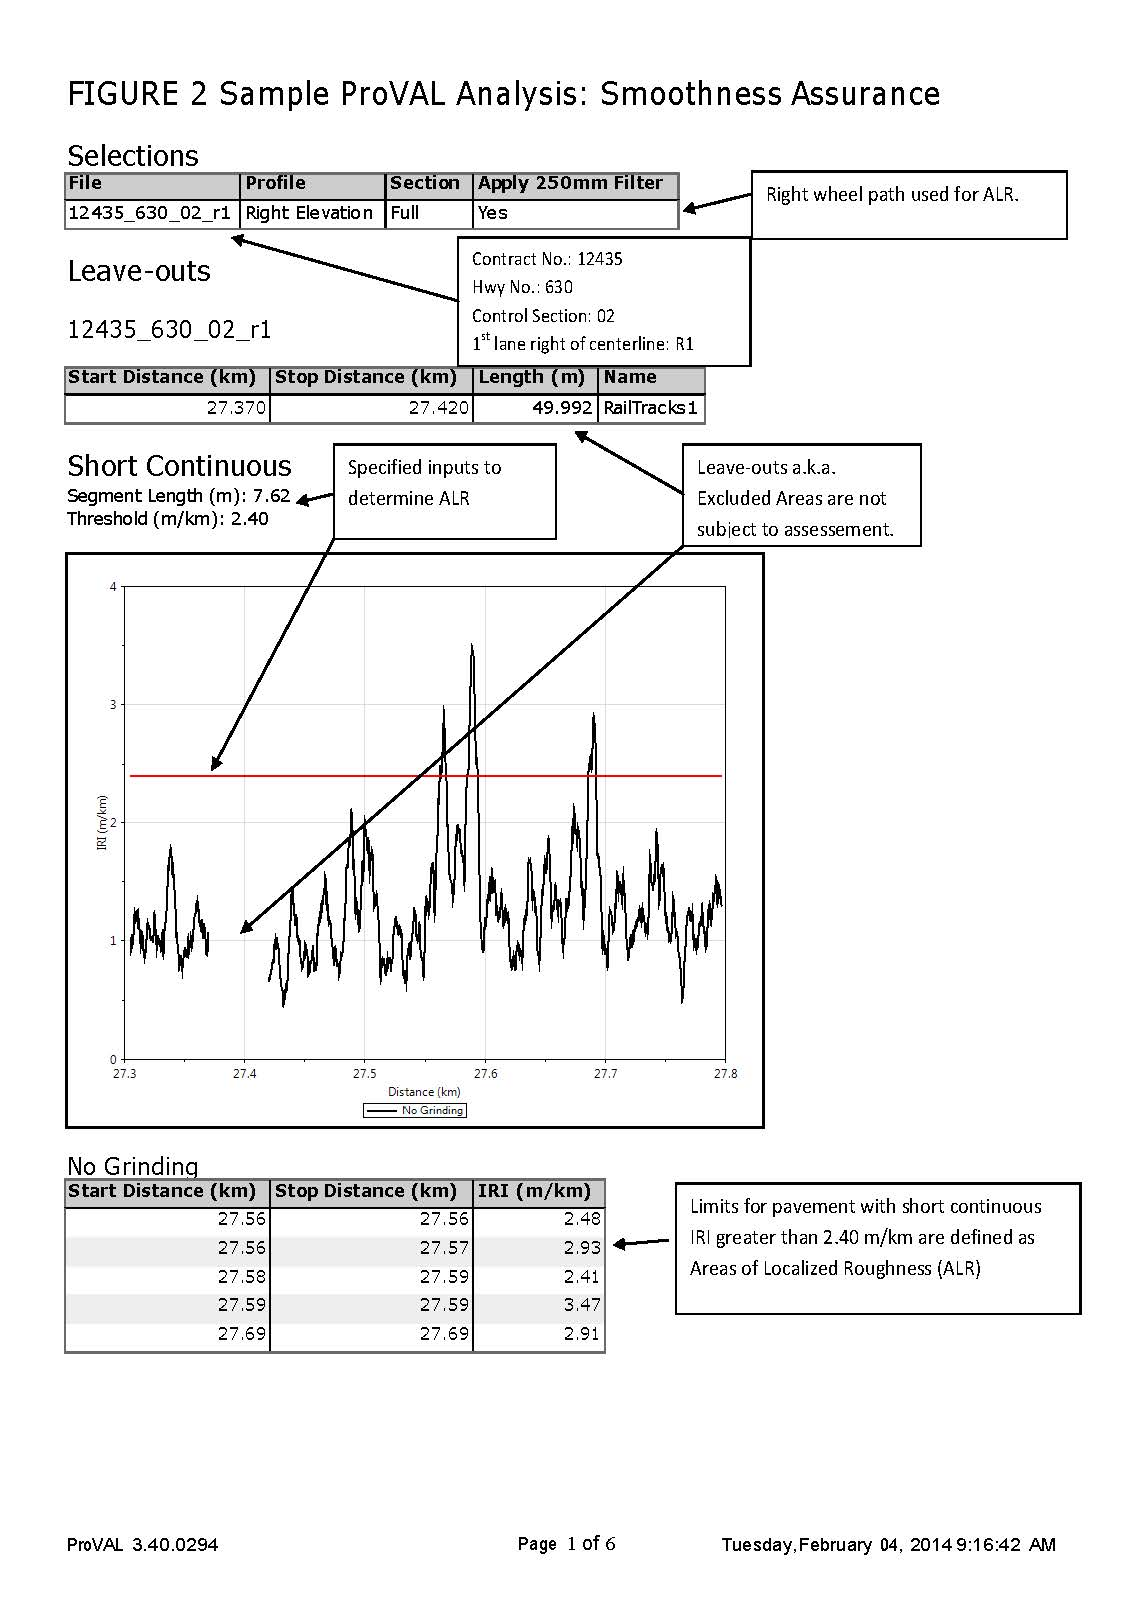 FIGURE 2 Sample ProVAL Analysis: Smoothness Assurance
Selections
File Profile Section Apply 250mm Filter
12435_630_02_r1 Right Elevation Full Yes
Right wheel path used for ALR.
Contract No.: 12435
Hwy No.: 630
Control Section: 02
1st lane right of centerline: R1
Leave-outs
12435_630_02_r1
Start Distance (km) Stop Distance (km) Length (m) Name
27.370 27.420 49.992 RailTracks1
Short Continuous
Segment Length (m): 7.62
Threshold (m/km): 2.40
Specified inputs to
determine ALR
Leave-outs a.k.a.
Excluded Areas are not
subject to assessement.
4
3
2
1
0
IRI (m/km)
27.3 27.4 27.5 27.6 27.7 27.8
Distance (km)
No Grinding
No Grinding
Start Distance (km) Stop Distance (km) IRI (m/km)
27.56 27.56 2.48
27.56 27.57 2.93
27.58 27.59 2.41
27.59 27.59 3.47
27.69 27.69 2.91
Limits for pavement with short continuous
IRI greater than 2.40 m/km are defined as
Areas of Localized Roughness (ALR)
ProVAL 3.40.0294 Page 1 of 6 Tuesday,February 04, 2014 9:16:42 AM